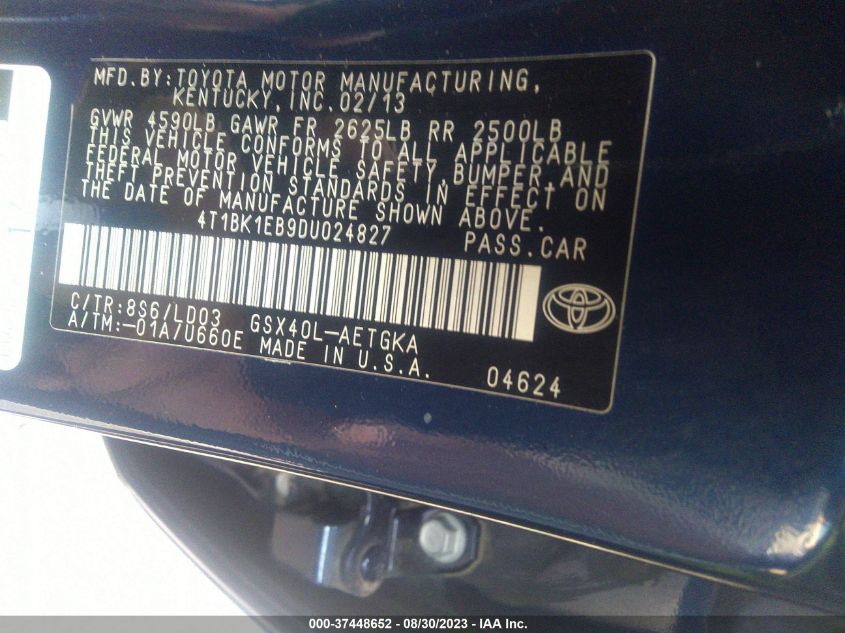 MFD.BY:TOYOTA MOTOR MANUFACTURING,
KENTUCKY,INC.02/13
GVWR 4590LB GAWR FR 2625LB RR 2500LB
THIS VEHICLE CONFORMS TO ALL APPLICABLE
FEDERAL MOTOR VEHICLE SAFETY,BUMPER,AND
THEFT PREVENTION STANDARDS IN EFFECT ON
THE DATE OF MANUFACTURE SHOWN ABOVE.
4T1BK1EB9DU024827 PASS.CAR
C/TR:8S6/LD03 GSX40L-AETGKA
A/TM:-01A7U660E MADE IN U.S.A. 04624
000-37448652 - 08/30/2023 - IAA Inc.